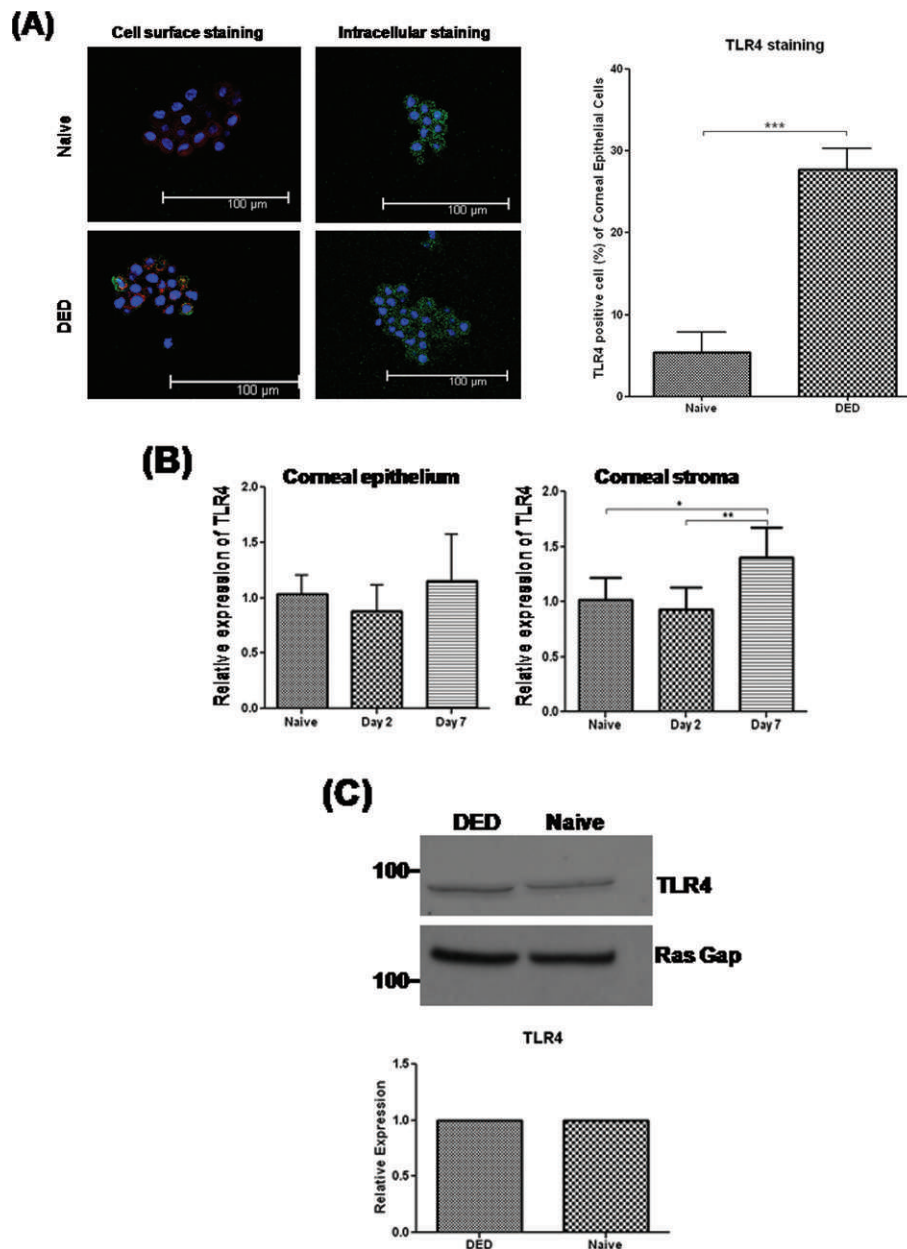 (A)
Cell surface staining
Intracellular staining
Naive
100 µm
100 µm
DED
100 µm
100 µm
TLR4 staining
TLR4 positive cell (%) of Corneal Epithelial Cells
40
30
20
10
0
***
Naive
DED
(B)
Corneal epithelium
Relative expression of TLR4
2.0
1.5
1.0
0.5
0.0
Naive
Day 2
Day 7
Corneal stroma
Relative expression of TLR4
2.0
1.5
1.0
0.5
0.0
*
**
Naive
Day 2
Day 7
(C)
DED
Naive
100
TLR4
Ras Gap
100
TLR4
Relative Expression
1.5
1.0
0.5
0.0
DED
Naive